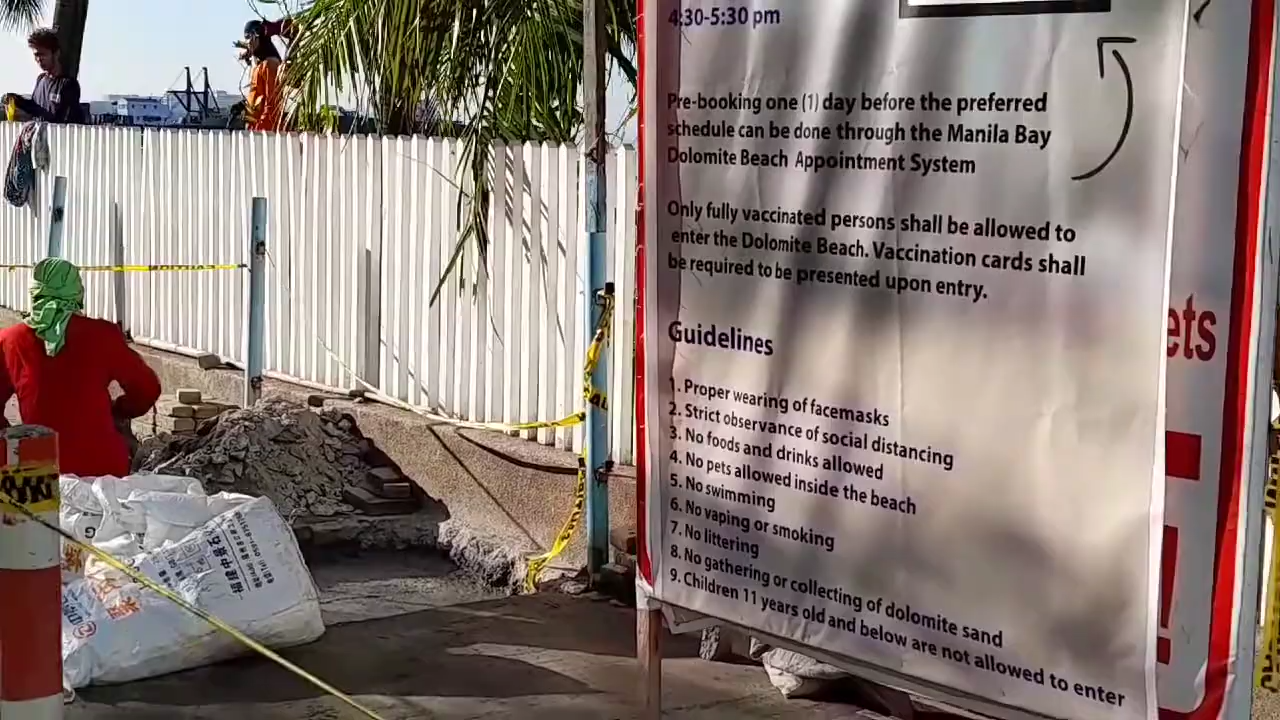 4:30-5:30 pm
Pre-booking one (1) day before the preferred
schedule can be done through the Manila Bay
Dolomite Beach Appointment System
Only fully vaccinated persons shall be allowed to
enter the Dolomite Beach. Vaccination cards shall
be required to be presented upon entry.
Guidelines
1. Proper wearing of facemasks
2. Strict observance of social distancing
3. No foods and drinks allowed
4. No pets allowed inside the beach
5. No swimming
6. No vaping or smoking
7. No littering
8. No gathering or collecting of dolomite sand
9. Children 11 years old and below are not allowed to enter
ets